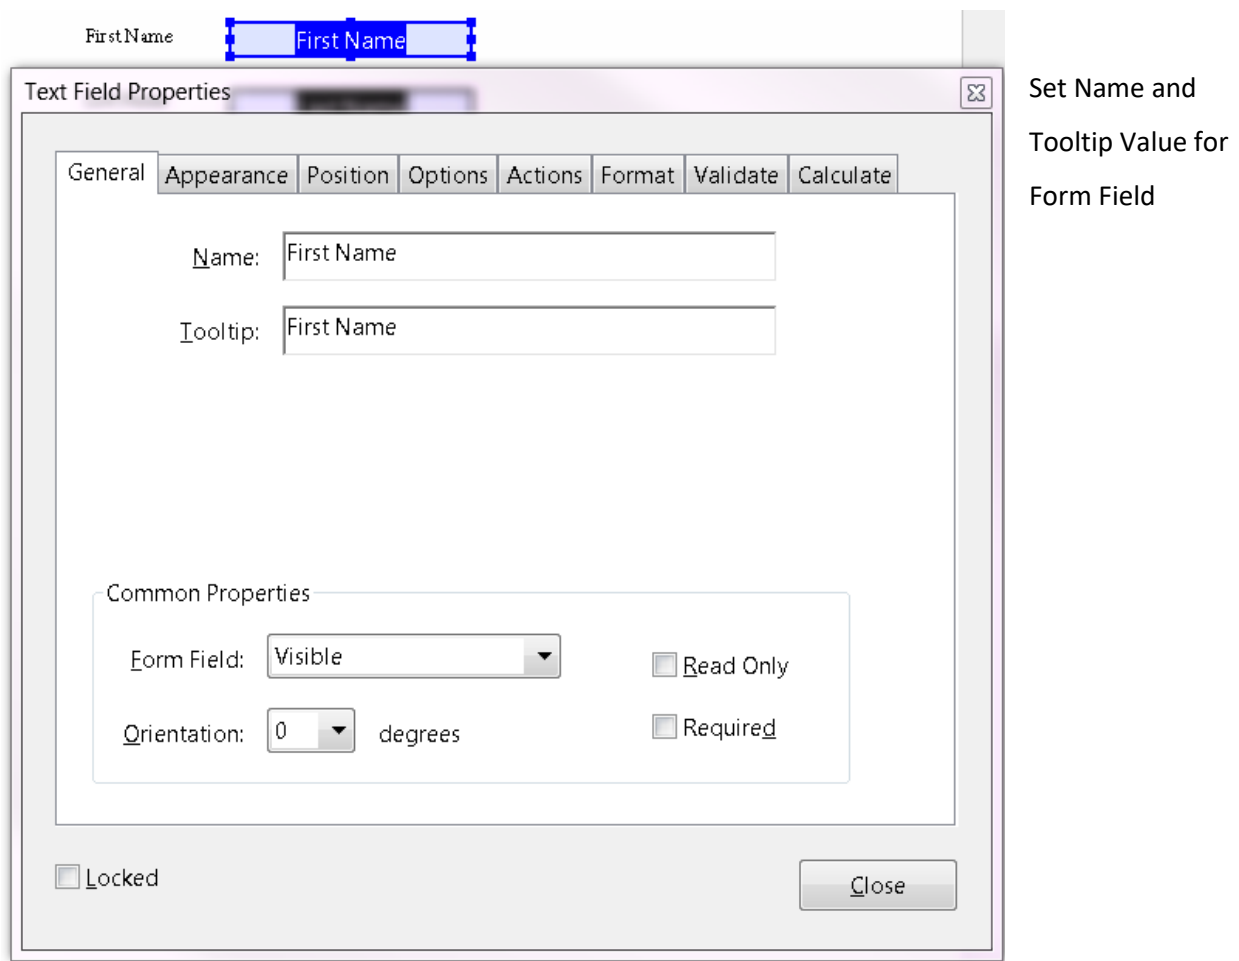 First Name First Name
Text Field Properties
General Appearance Position Options Actions Format Validate Calculate
Name: First Name
Tooltip: First Name
Common Properties
Form Field: Visible Read Only
Orientation: 0 degrees Required
Locked Close
Set Name and
Tooltip Value for
Form Field